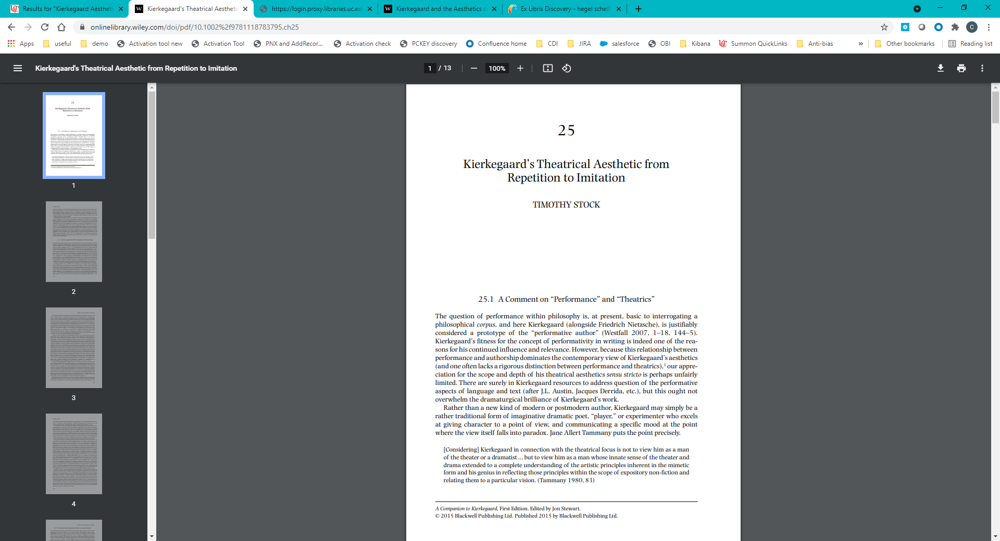 Results for "Kierkegaard Aestheti
Kierkegaard's Theatrical Aesthetic
https://login.proxy.libraries.uc.ed
Kierkegaard and the Aesthetics o
Ex Libris Discovery - hegel schelli
onlinelibrary.wiley.com/doi/pdf/10.1002%2f9781118783795.ch25
C
Apps
useful
demo
Activation tool new
Activation Tool
PNX and AddRecor...
Activation check
PCKEY discovery
Confluence home
CDI
JIRA
salesforce
OBI
Kibana
Summon QuickLinks
Anti-bias
»
Other bookmarks
Reading list
Kierkegaard's Theatrical Aesthetic from Repetition to Imitation
1 / 13
100%
1
2
3
4
25
Kierkegaard's Theatrical Aesthetic from
Repetition to Imitation
TIMOTHY STOCK
25.1 A Comment on “Performance” and “Theatrics”
The question of performance within philosophy is, at present, basic to interrogating a
philosophical corpus, and here Kierkegaard (alongside Friedrich Nietzsche), is justifiably
considered a prototype of the “performative author” (Westfall 2007, 1–18, 144–5).
Kierkegaard’s fitness for the concept of performativity in writing is indeed one of the rea-
sons for his continued influence and relevance. However, because this relationship between
performance and authorship dominates the contemporary view of Kierkegaard’s aesthetics
(and one often lacks a rigorous distinction between performance and theatrics),¹ our appre-
ciation for the scope and depth of his theatrical aesthetics sensu stricto is perhaps unfairly
limited. There are surely in Kierkegaard resources to address question of the performative
aspects of language and text (after J.L. Austin, Jacques Derrida, etc.), but this ought not
overwhelm the dramaturgical brilliance of Kierkegaard’s work.
Rather than a new kind of modern or postmodern author, Kierkegaard may simply be a
rather traditional form of imaginative dramatic poet, “player,” or experimenter who excels
at giving character to a point of view, and communicating a specific mood at the point
where the view itself falls into paradox. Jane Allert Tammany puts the point precisely.
[Considering] Kierkegaard in connection with the theatrical focus is not to view him as a man
of the theater or a dramatist ... but to view him as a man whose innate sense of the theater and
drama extended to a complete understanding of the artistic principles inherent in the mimetic
form and his genius in reflecting those principles within the scope of expository non-fiction and
relating them to a particular vision. (Tammany 1980, 83)
A Companion to Kierkegaard, First Edition. Edited by Jon Stewart.
© 2015 Blackwell Publishing Ltd. Published 2015 by Blackwell Publishing Ltd.